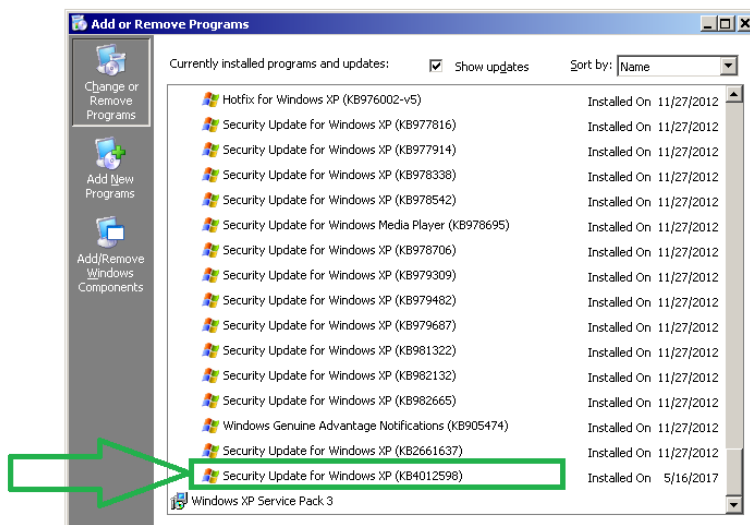 Add or Remove Programs
Currently installed programs and updates: Show updates Sort by: Name
Change or
Remove
Programs
Add New
Programs
Add/Remove
Windows
Components
Hotfix for Windows XP (KB976002-v5) Installed On 11/27/2012
Security Update for Windows XP (KB977816) Installed On 11/27/2012
Security Update for Windows XP (KB977914) Installed On 11/27/2012
Security Update for Windows XP (KB978338) Installed On 11/27/2012
Security Update for Windows XP (KB978542) Installed On 11/27/2012
Security Update for Windows Media Player (KB978695) Installed On 11/27/2012
Security Update for Windows XP (KB978706) Installed On 11/27/2012
Security Update for Windows XP (KB979309) Installed On 11/27/2012
Security Update for Windows XP (KB979482) Installed On 11/27/2012
Security Update for Windows XP (KB979687) Installed On 11/27/2012
Security Update for Windows XP (KB981322) Installed On 11/27/2012
Security Update for Windows XP (KB982132) Installed On 11/27/2012
Security Update for Windows XP (KB982665) Installed On 11/27/2012
Windows Genuine Advantage Notifications (KB905474) Installed On 11/27/2012
Security Update for Windows XP (KB2661637) Installed On 11/27/2012
Security Update for Windows XP (KB4012598) Installed On 5/16/2017
Windows XP Service Pack 3